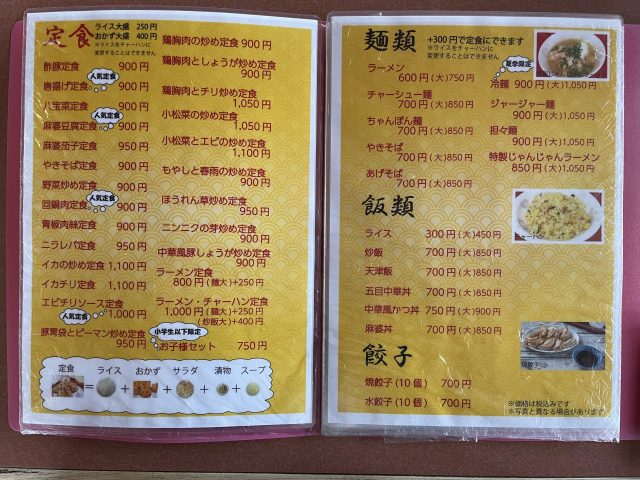 定食
ライス大盛 250円
おかず大盛 400円
※ライスをチャーハンに
変更することはできません
酢豚定食 900円
人気定食
唐揚げ定食 900円
八宝菜定食 900円
人気定食
麻婆豆腐定食 900円
麻婆茄子定食 950円
やきそば定食 900円
野菜炒め定食 900円
人気定食
回鍋肉定食 900円
青椒肉絲定食 900円
ニラレバ定食 950円
イカの炒め定食 1,100円
イカチリ定食 1,100円
エビチリソース定食
1,000円
人気定食
豚胃袋とピーマン炒め定食
950円
鶏胸肉の炒め定食 900円
鶏胸肉としょうが炒め定食
900円
鶏胸肉とチリ炒め定食
1,050円
小松菜の炒め定食
1,050円
小松菜とエビの炒め定食
1,100円
もやしと春雨の炒め定食
900円
ほうれん草炒め定食
950円
ニンニクの芽炒め定食
900円
中華風豚しょうが炒め定食
900円
ラーメン定食
800円(麺大)+250円
ラーメン・チャーハン定食
1,000円(麺大)+250円
(炒飯大)+400円
小学生以下限定
お子様セット 750円
定食 ライス おかず サラダ 漬物 スープ
= + + + +
麺類
+300円で定食にできます
※ライスをチャーハンに
変更することはできません
ラーメン
600円(大)750円
チャーシュー麺
700円(大)850円
ちゃんぽん麺
700円(大)850円
やきそば
700円(大)850円
あげそば
700円(大)850円
夏季限定
冷麺 900円(大)1,050円
ジャージャー麺
900円(大)1,050円
担々麺
900円(大)1,050円
特製じゃんじゃんラーメン
850円(大)1,050円
飯類
ライス 300円(大)450円
炒飯 700円(大)850円
天津飯 700円(大)850円
五目中華丼 700円(大)850円
中華風かつ丼 750円(大)900円
麻婆丼 700円(大)850円
チャーハン
餃子
焼餃子(10個) 700円
水餃子(10個) 700円
焼餃子
※価格は税込みです
※写真と異なる場合があります